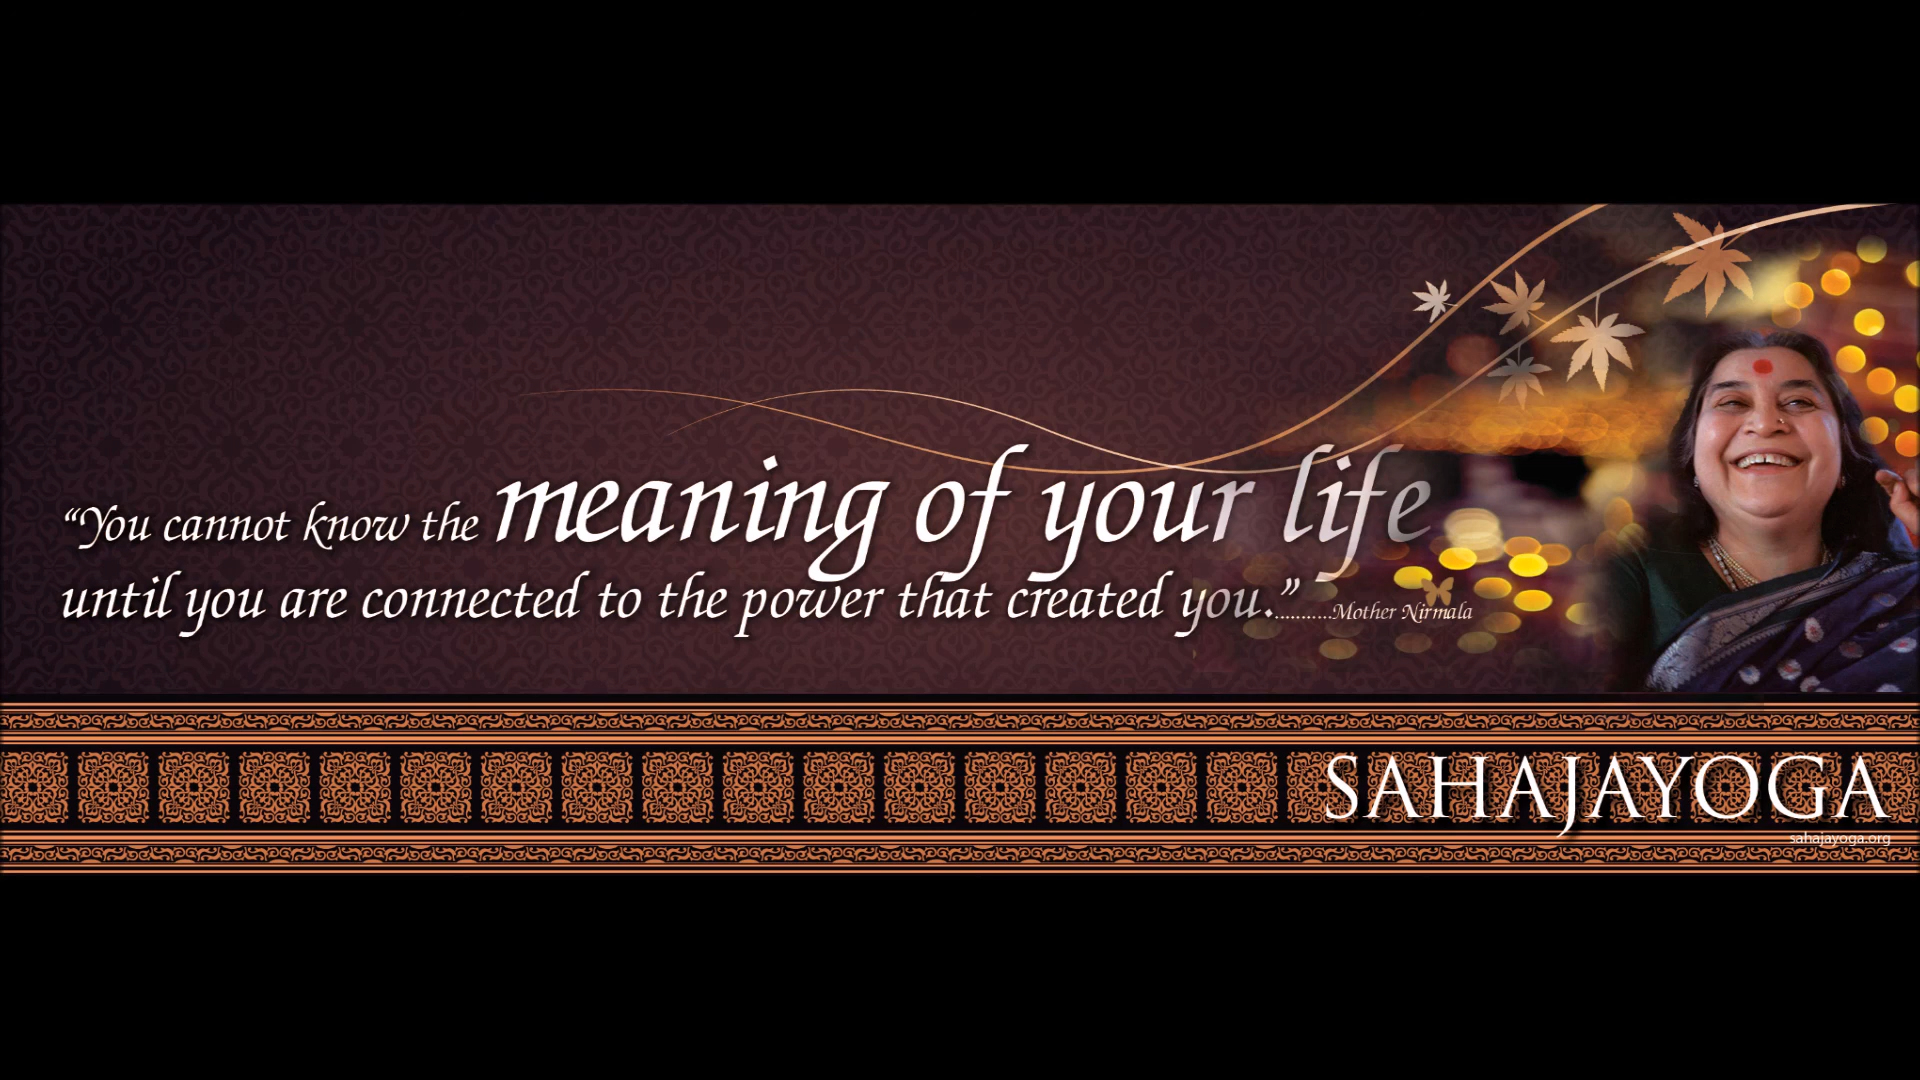 “You cannot know the meaning of your life
until you are connected to the power that created you.”...........Mother Nirmala
SAHAJAYOGA
sahajayoga.org